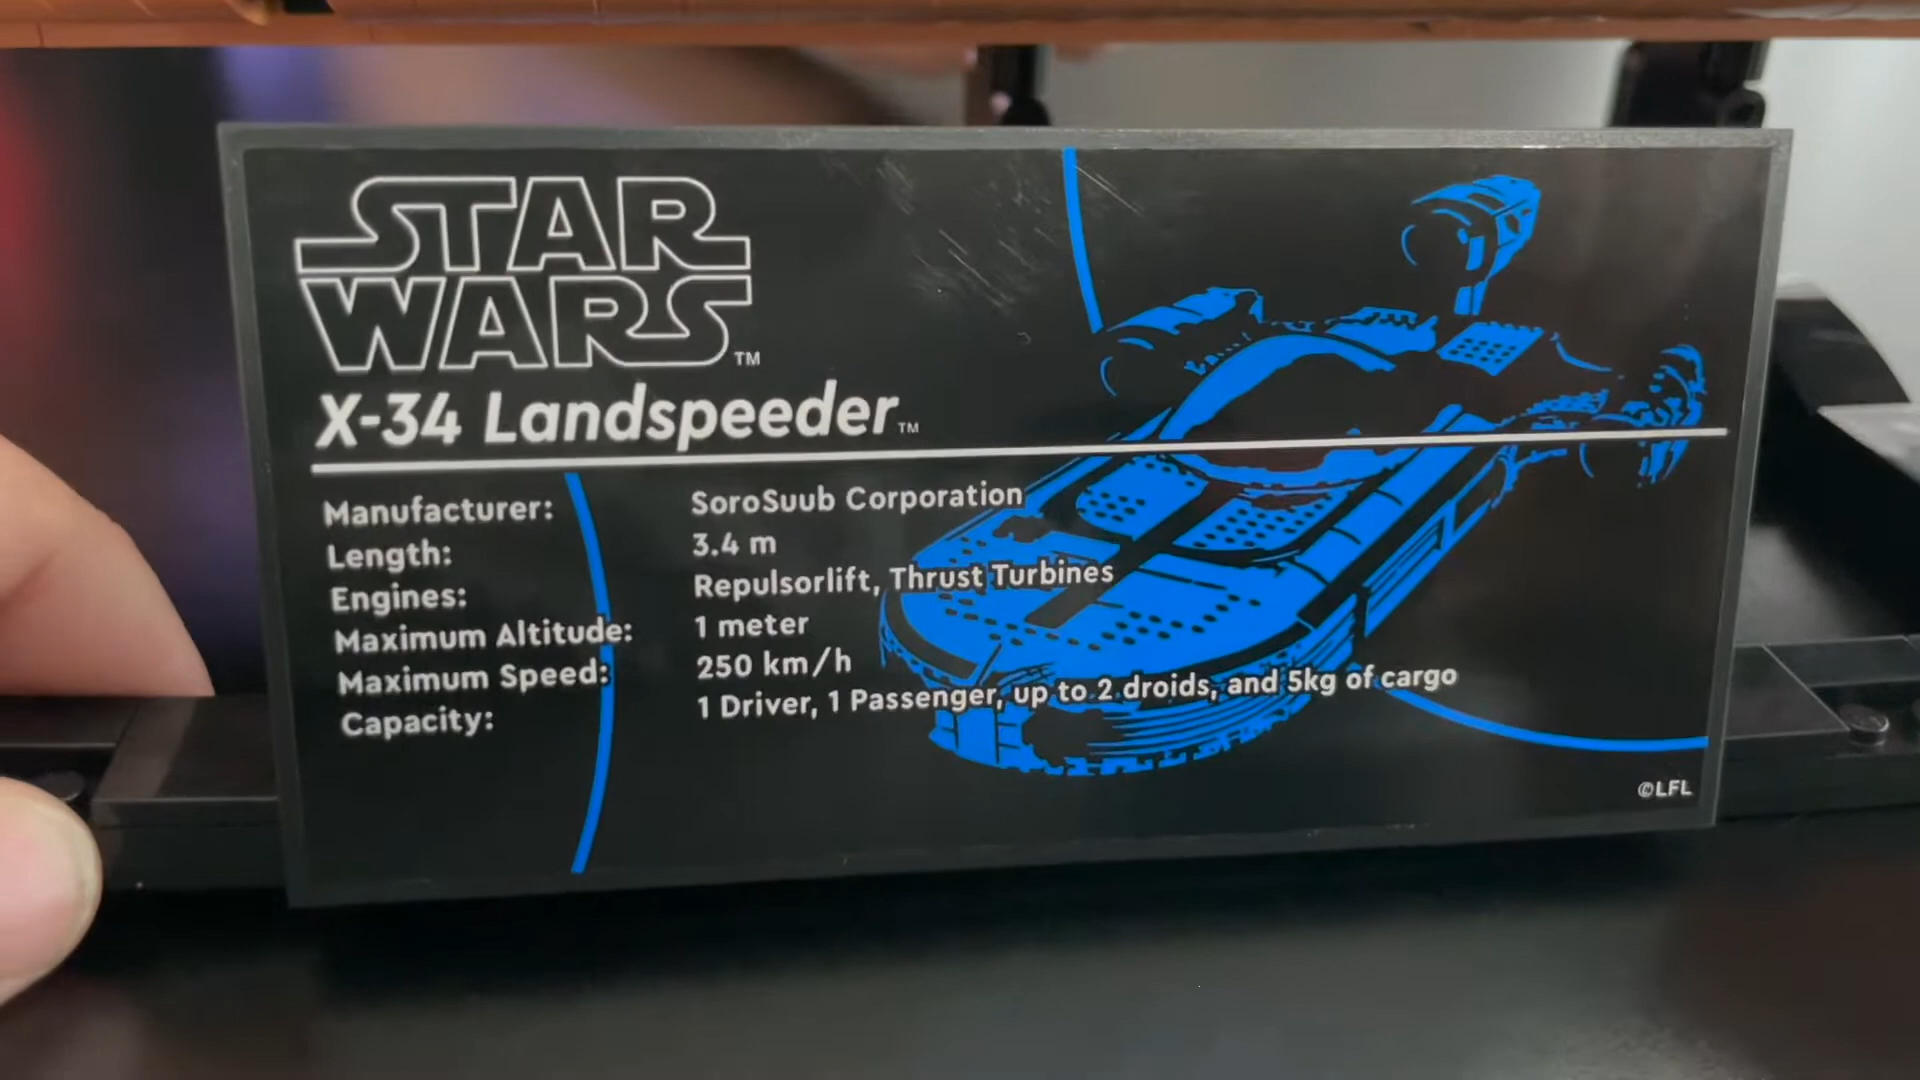 STAR
WARS™
X-34 Landspeeder™
Manufacturer: SoroSuub Corporation
Length: 3.4 m
Engines: Repulsorlift, Thrust Turbines
Maximum Altitude: 1 meter
Maximum Speed: 250 km/h
Capacity: 1 Driver, 1 Passenger, up to 2 droids, and 5kg of cargo
©LFL